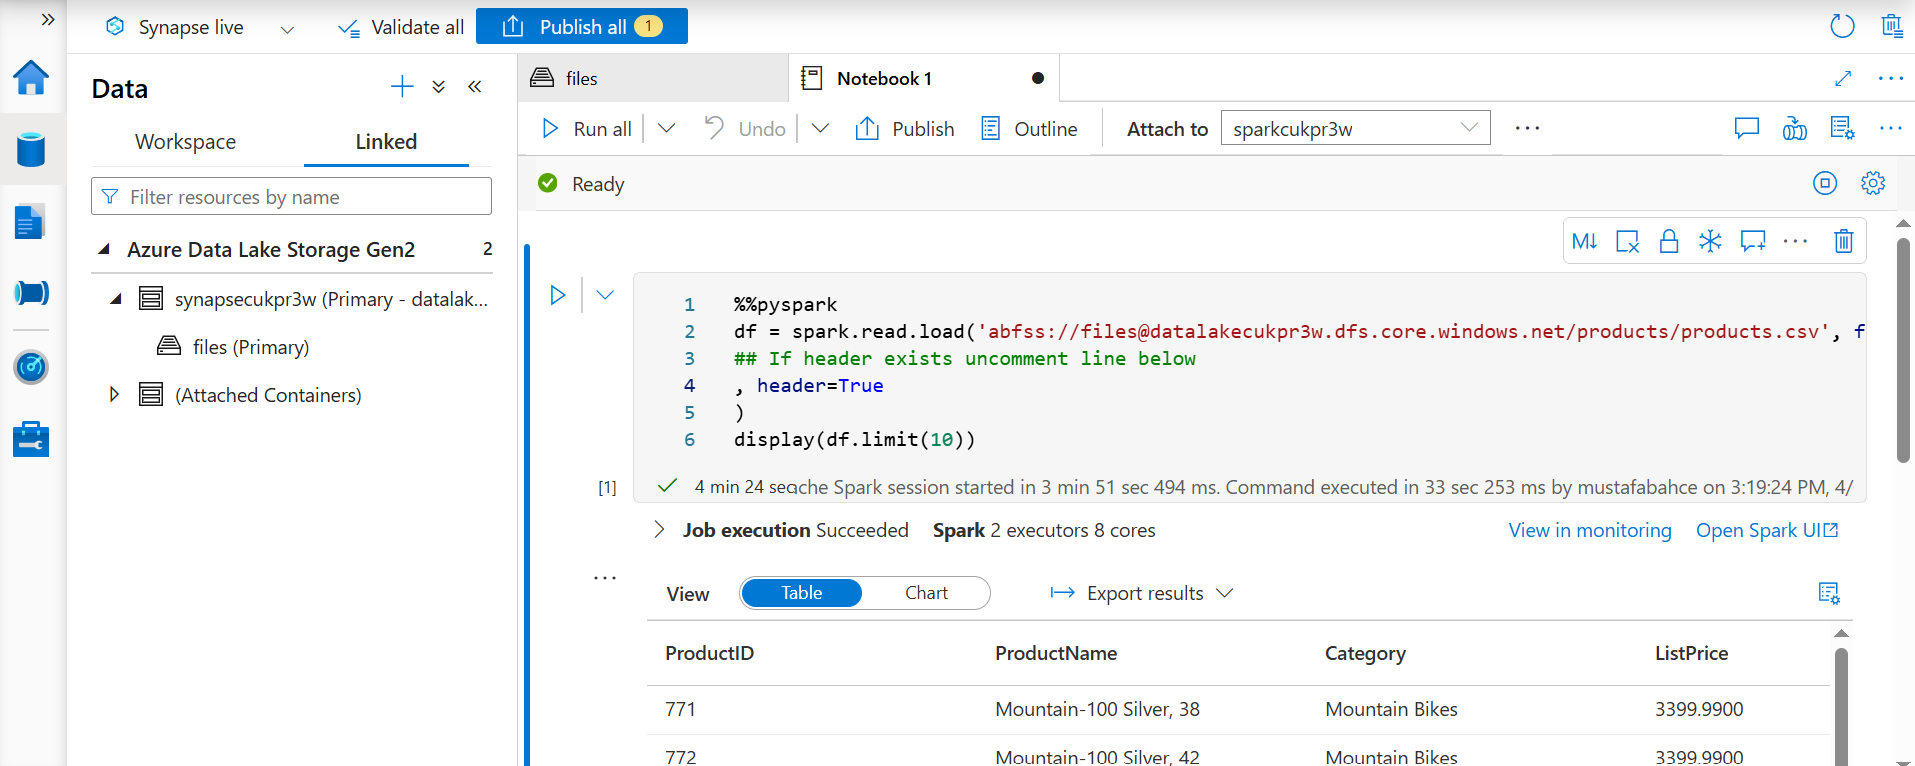 Synapse live
Validate all
Publish all 1
Data
Workspace
Linked
Filter resources by name
Azure Data Lake Storage Gen2 2
synapsecukpr3w (Primary - datalak...
files (Primary)
(Attached Containers)
files
Notebook 1
Run all
Undo
Publish
Outline
Attach to
sparkcukpr3w
Ready
M↓
1 %%pyspark
2 df = spark.read.load('abfss://files@datalakecukpr3w.dfs.core.windows.net/products/products.csv', f
3 ## If header exists uncomment line below
4 , header=True
5 )
6 display(df.limit(10))
[1]
4 min 24 sec
ache Spark session started in 3 min 51 sec 494 ms. Command executed in 33 sec 253 ms by mustafabahce on 3:19:24 PM, 4/
Job execution Succeeded Spark 2 executors 8 cores
View in monitoring
Open Spark UI
View
Table
Chart
Export results
ProductID ProductName Category ListPrice
771 Mountain-100 Silver, 38 Mountain Bikes 3399.9900
772 Mountain-100 Silver, 42 Mountain Bikes 3399.9900